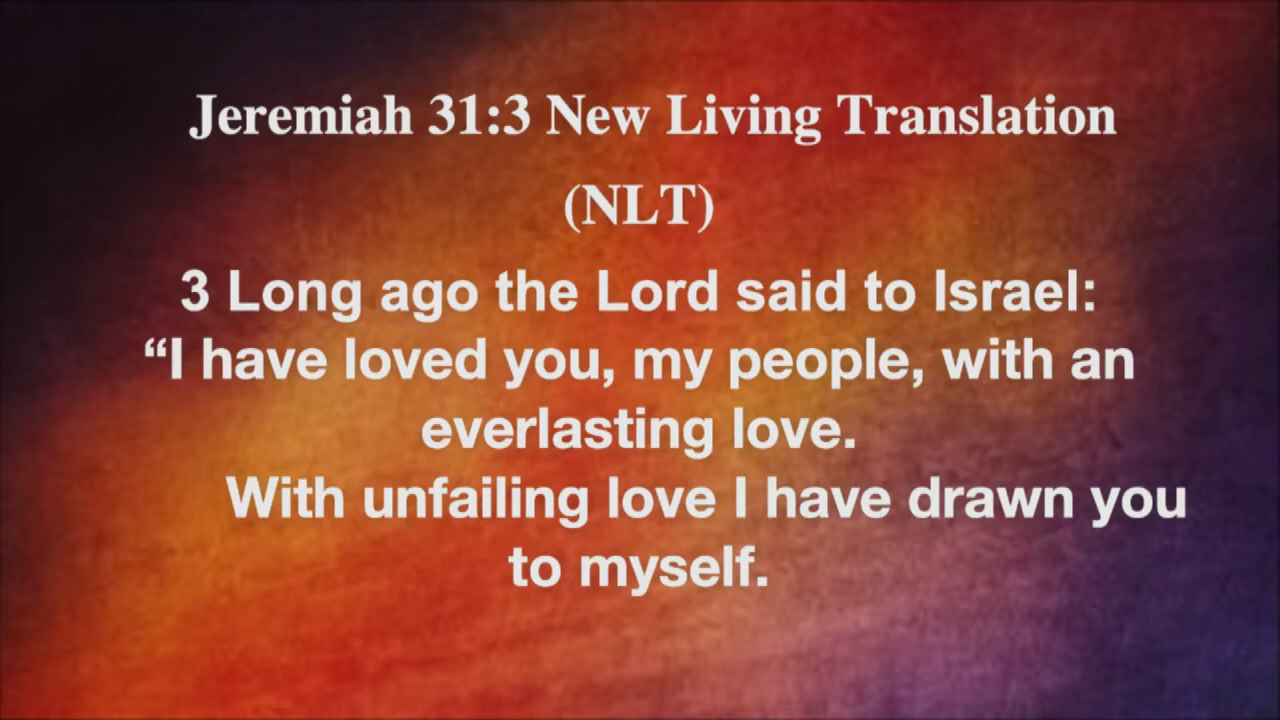 Jeremiah 31:3 New Living Translation
(NLT)
3 Long ago the Lord said to Israel:
“I have loved you, my people, with an
everlasting love.
With unfailing love I have drawn you
to myself.